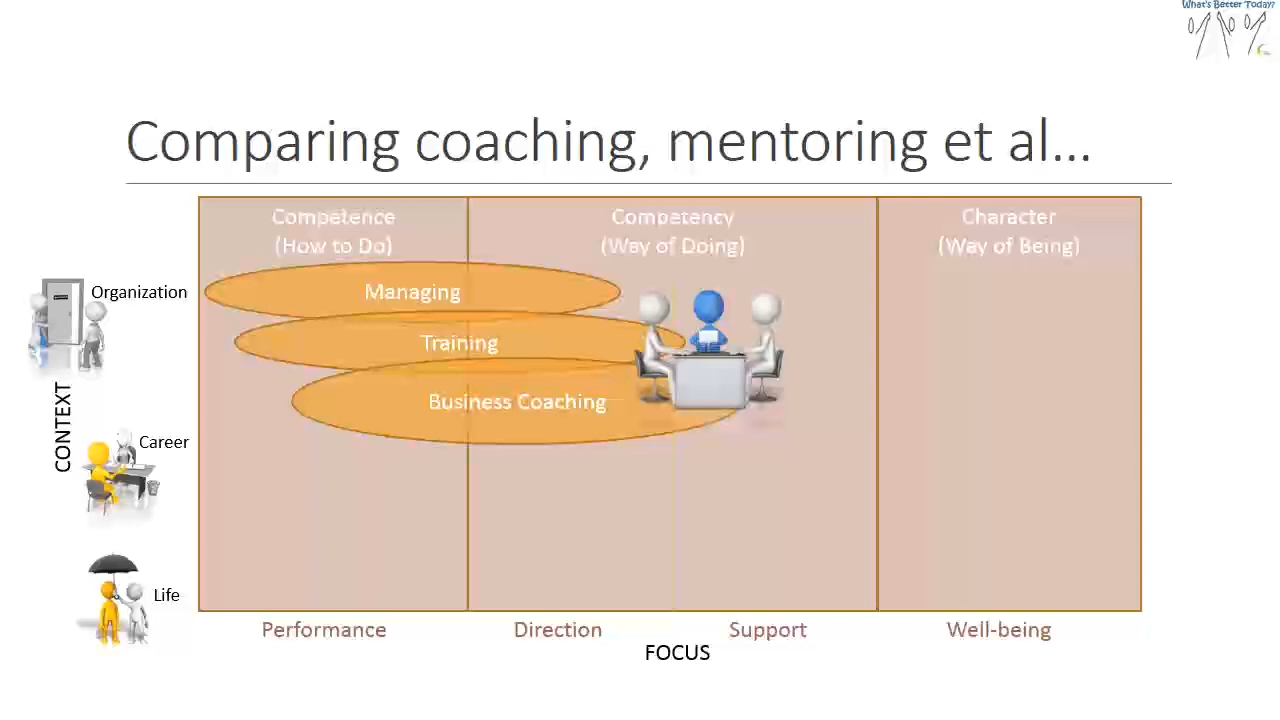 What's Better Today?
Comparing coaching, mentoring et al...
Competence
(How to Do)
Competency
(Way of Doing)
Character
(Way of Being)
Organization
Managing
Training
Business Coaching
CONTEXT
Career
Life
Performance
Direction
Support
Well-being
FOCUS